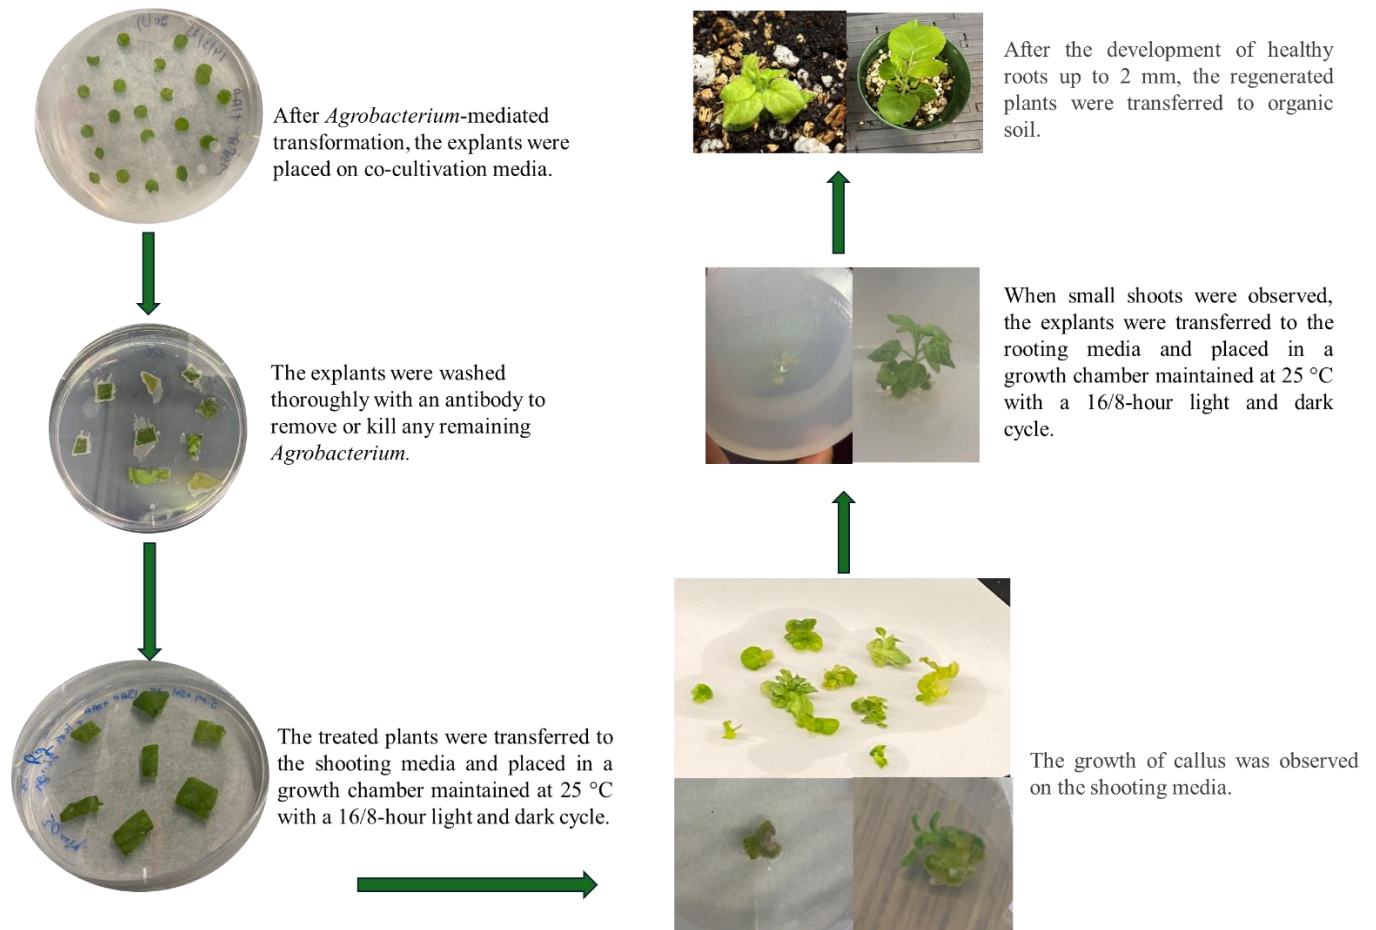 After Agrobacterium-mediated
transformation, the explants were
placed on co-cultivation media.
The explants were washed
thoroughly with an antibody to
remove or kill any remaining
Agrobacterium.
The treated plants were transferred to
the shooting media and placed in a
growth chamber maintained at 25 °C
with a 16/8-hour light and dark cycle.
The growth of callus was observed
on the shooting media.
When small shoots were observed,
the explants were transferred to the
rooting media and placed in a
growth chamber maintained at 25 °C
with a 16/8-hour light and dark
cycle.
After the development of healthy
roots up to 2 mm, the regenerated
plants were transferred to organic
soil.